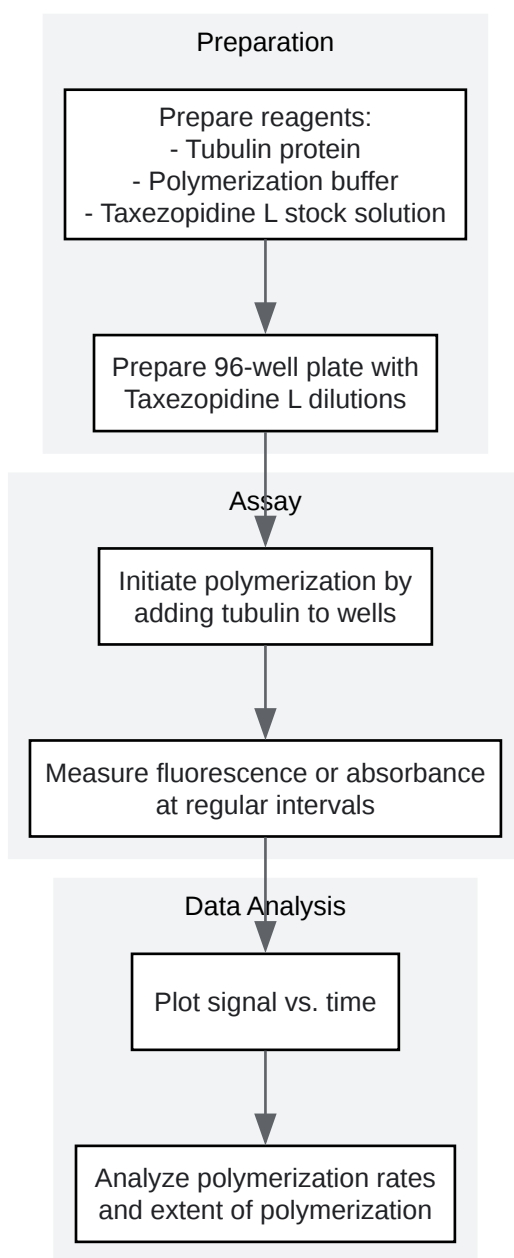 Preparation
Prepare reagents:
- Tubulin protein
- Polymerization buffer
- Taxezopidine L stock solution
Prepare 96-well plate with
Taxezopidine L dilutions
Assay
Initiate polymerization by
adding tubulin to wells
Measure fluorescence or absorbance
at regular intervals
Data Analysis
Plot signal vs. time
Analyze polymerization rates
and extent of polymerization